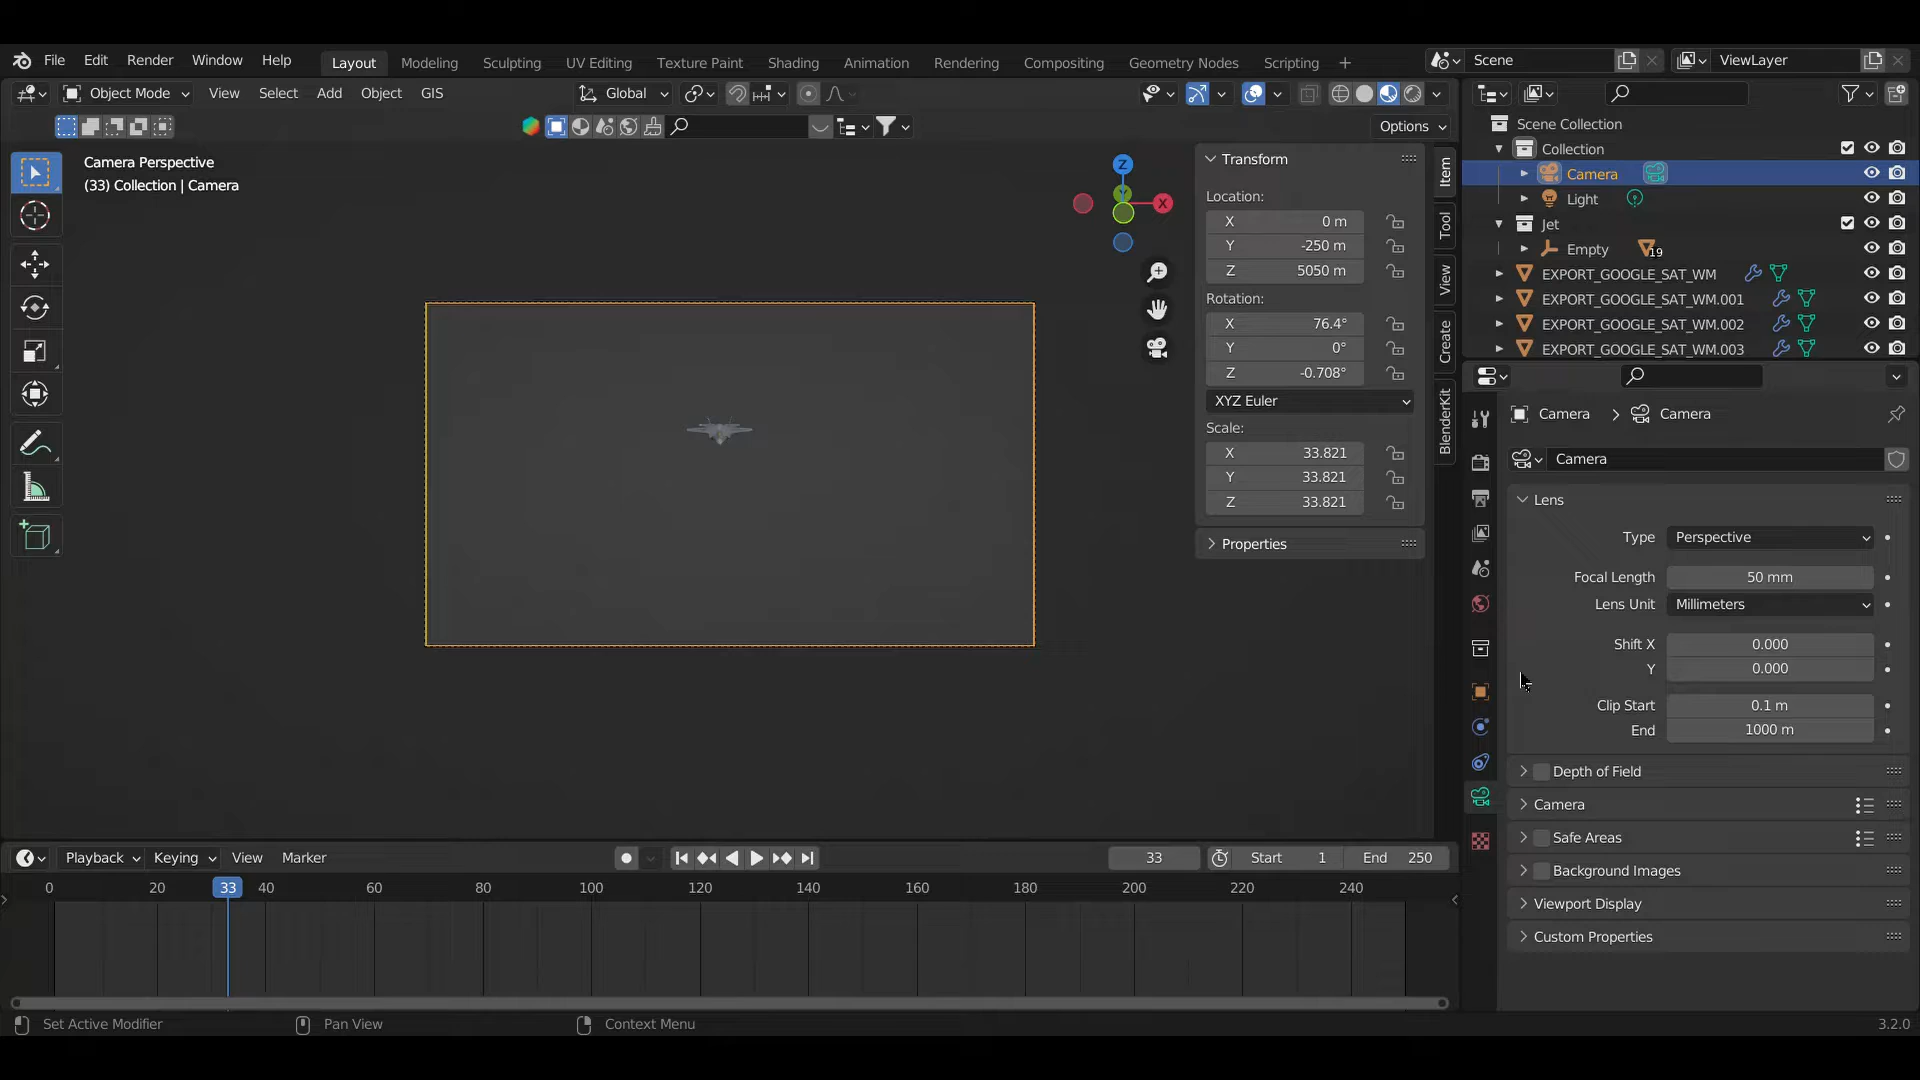 File Edit Render Window Help Layout Modeling Sculpting UV Editing Texture Paint Shading Animation Rendering Compositing Geometry Nodes Scripting + Scene ViewLayer
Object Mode View Select Add Object GIS Global
Options
Camera Perspective
(33) Collection | Camera
Z
X
Transform
Location:
X 0 m
Y -250 m
Z 5050 m
Rotation:
X 76.4°
Y 0°
Z -0.708°
XYZ Euler
Scale:
X 33.821
Y 33.821
Z 33.821
Properties
Item
Tool
View
Create
BlenderKit
Scene Collection
Collection
Camera
Light
Jet
Empty 19
EXPORT_GOOGLE_SAT_WM
EXPORT_GOOGLE_SAT_WM.001
EXPORT_GOOGLE_SAT_WM.002
EXPORT_GOOGLE_SAT_WM.003
Camera > Camera
Camera
Lens
Type Perspective
Focal Length 50 mm
Lens Unit Millimeters
Shift X 0.000
Y 0.000
Clip Start 0.1 m
End 1000 m
Depth of Field
Camera
Safe Areas
Background Images
Viewport Display
Custom Properties
Playback Keying View Marker 33 Start 1 End 250
0 20 33 40 60 80 100 120 140 160 180 200 220 240
Set Active Modifier Pan View Context Menu 3.2.0